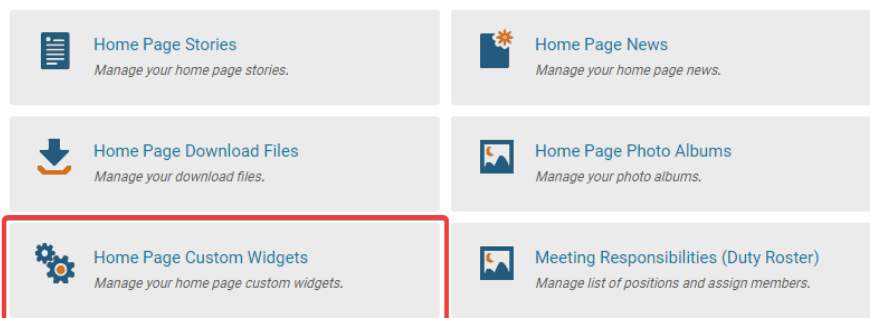 Home Page Stories
Manage your home page stories.
Home Page News
Manage your home page news.
Home Page Download Files
Manage your download files.
Home Page Photo Albums
Manage your photo albums.
Home Page Custom Widgets
Manage your home page custom widgets.
Meeting Responsibilities (Duty Roster)
Manage list of positions and assign members.